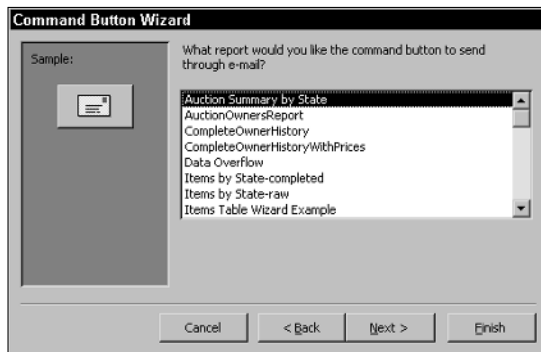 Command Button Wizard
Sample:
What report would you like the command button to send
through e-mail?
Auction Summary by State
AuctionOwnersReport
CompleteOwnerHistory
CompleteOwnerHistoryWithPrices
Data Overflow
Items by State-completed
Items by State-raw
Items Table Wizard Example
Cancel
< Back
Next >
Finish